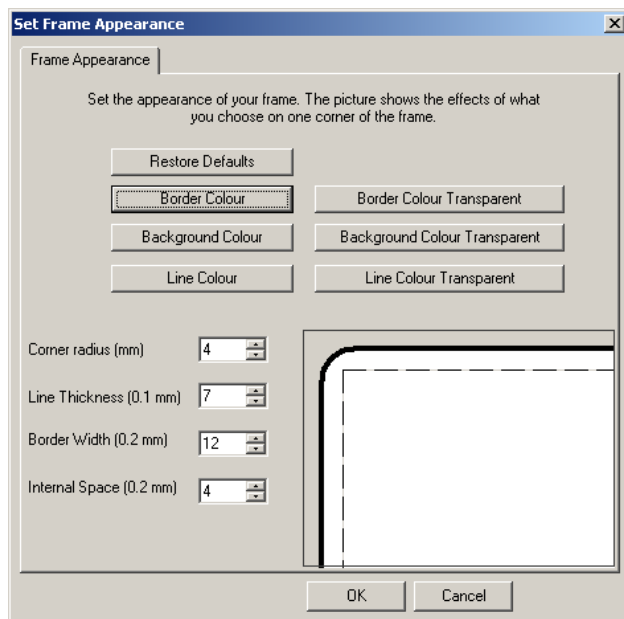 Set Frame Appearance
Frame Appearance
Set the appearance of your frame. The picture shows the effects of what
you choose on one corner of the frame.
Restore Defaults
Border Colour
Border Colour Transparent
Background Colour
Background Colour Transparent
Line Colour
Line Colour Transparent
Corner radius (mm) 4
Line Thickness (0.1 mm) 7
Border Width (0.2 mm) 12
Internal Space (0.2 mm) 4
OK
Cancel